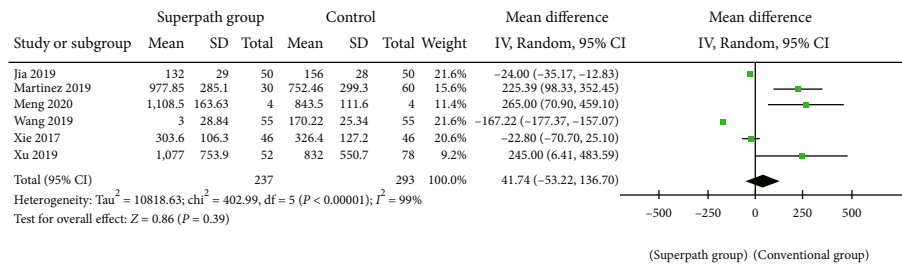 Superpath group Control Mean difference Mean difference
Study or subgroup Mean SD Total Mean SD Total Weight IV, Random, 95% CI IV, Random, 95% CI
Jia 2019 132 29 50 156 28 50 21.6% −24.00 (−35.17, −12.83)
Martinez 2019 977.85 285.1 30 752.46 299.3 60 15.6% 225.39 (98.33, 352.45)
Meng 2020 1,108.5 163.63 4 843.5 111.6 4 11.4% 265.00 (70.90, 459.10)
Wang 2019 3 28.84 55 170.22 25.34 55 21.6% −167.22 (−177.37, −157.07)
Xie 2017 303.6 106.3 46 326.4 127.2 46 20.6% −22.80 (−70.70, 25.10)
Xu 2019 1,077 753.9 52 832 550.7 78 9.2% 245.00 (6.41, 483.59)
Total (95% CI) 237 293 100.0% 41.74 (−53.22, 136.70)
Heterogeneity: Tau² = 10818.63; chi² = 402.99, df = 5 (P < 0.00001); I² = 99%
Test for overall effect: Z = 0.86 (P = 0.39)
−500 −250 0 250 500
(Superpath group) (Conventional group)